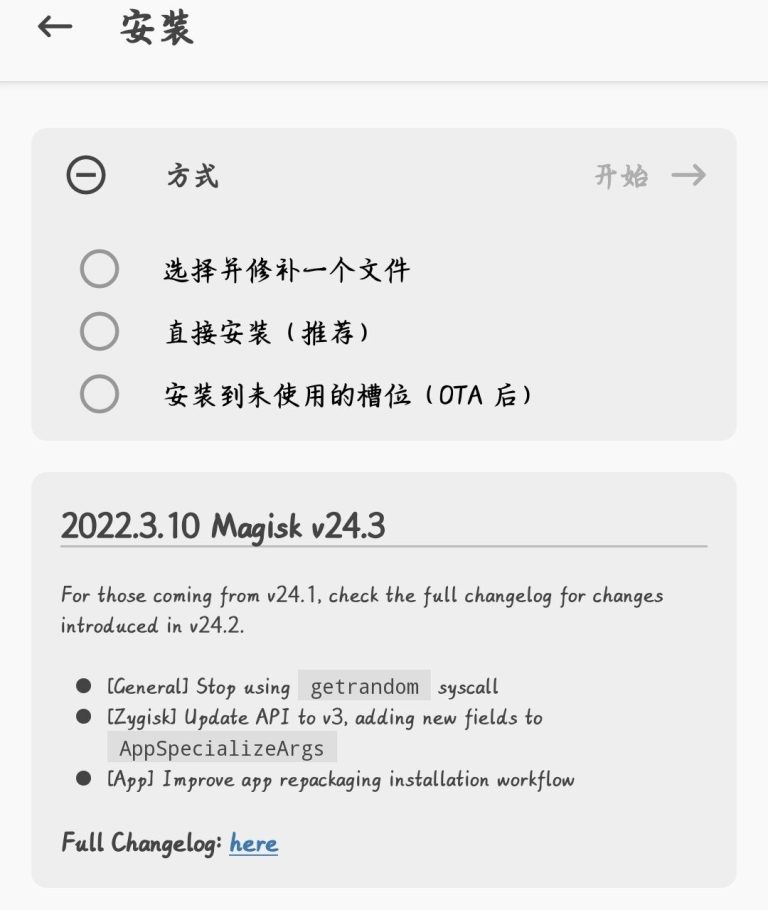 安装
方式
开始
选择并修补一个文件
直接安装（推荐）
安装到未使用的槽位（OTA 后）
2022.3.10 Magisk v24.3
For those coming from v24.1, check the full changelog for changes
introduced in v24.2.
[General] Stop using getrandom syscall
[Zygisk] Update API to v3, adding new fields to
AppSpecializeArgs
[App] Improve app repackaging installation workflow
Full Changelog: here